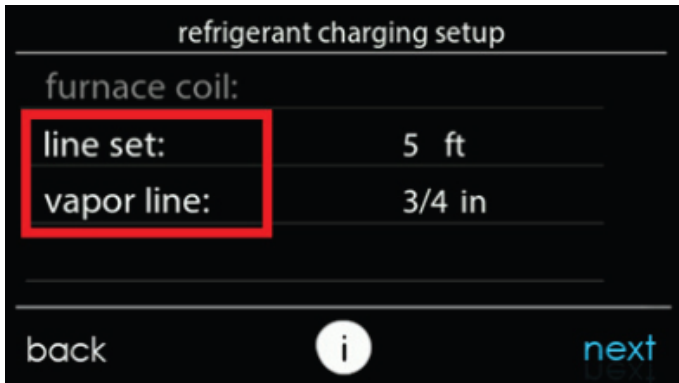 refrigerant charging setup
furnace coil:
line set: 5 ft
vapor line: 3/4 in
back i next